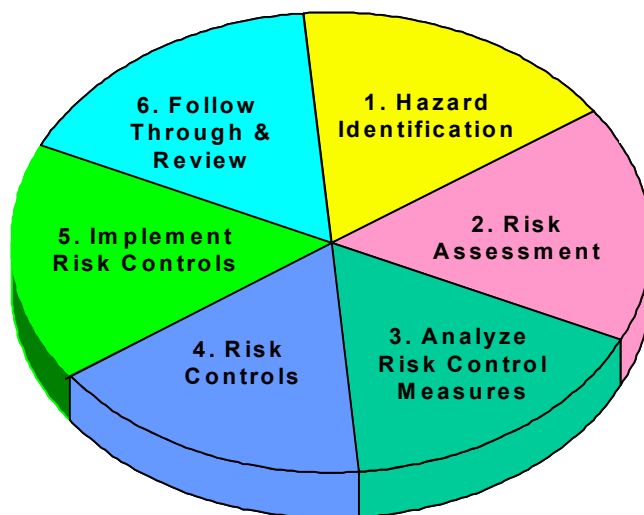 1. Hazard
Identification
2. Risk
Assessment
3. Analyze
Risk Control
Measures
4. Risk
Controls
5. Implement
Risk Controls
6. Follow
Through &
Review